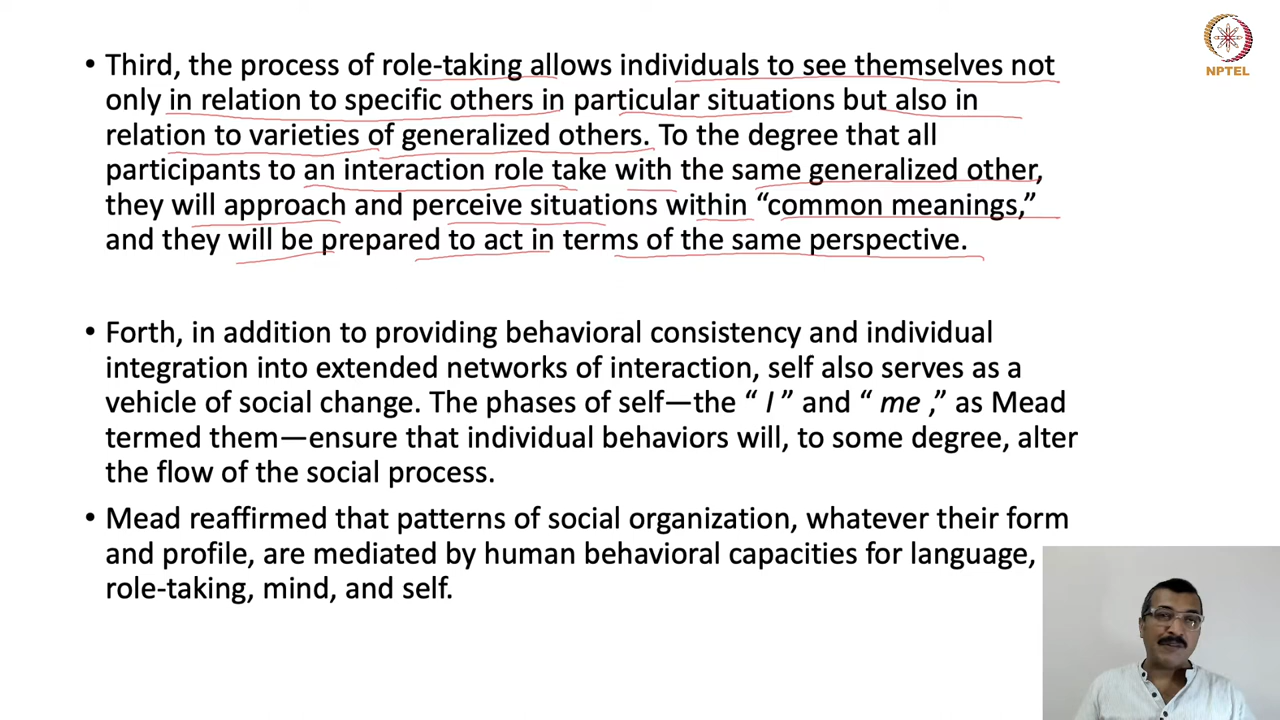 • Third, the process of role-taking allows individuals to see themselves not
only in relation to specific others in particular situations but also in
relation to varieties of generalized others. To the degree that all
participants to an interaction role take with the same generalized other,
they will approach and perceive situations within “common meanings,”
and they will be prepared to act in terms of the same perspective.
• Forth, in addition to providing behavioral consistency and individual
integration into extended networks of interaction, self also serves as a
vehicle of social change. The phases of self—the “ I ” and “ me ,” as Mead
termed them—ensure that individual behaviors will, to some degree, alter
the flow of the social process.
• Mead reaffirmed that patterns of social organization, whatever their form
and profile, are mediated by human behavioral capacities for language,
role-taking, mind, and self.
NPTEL